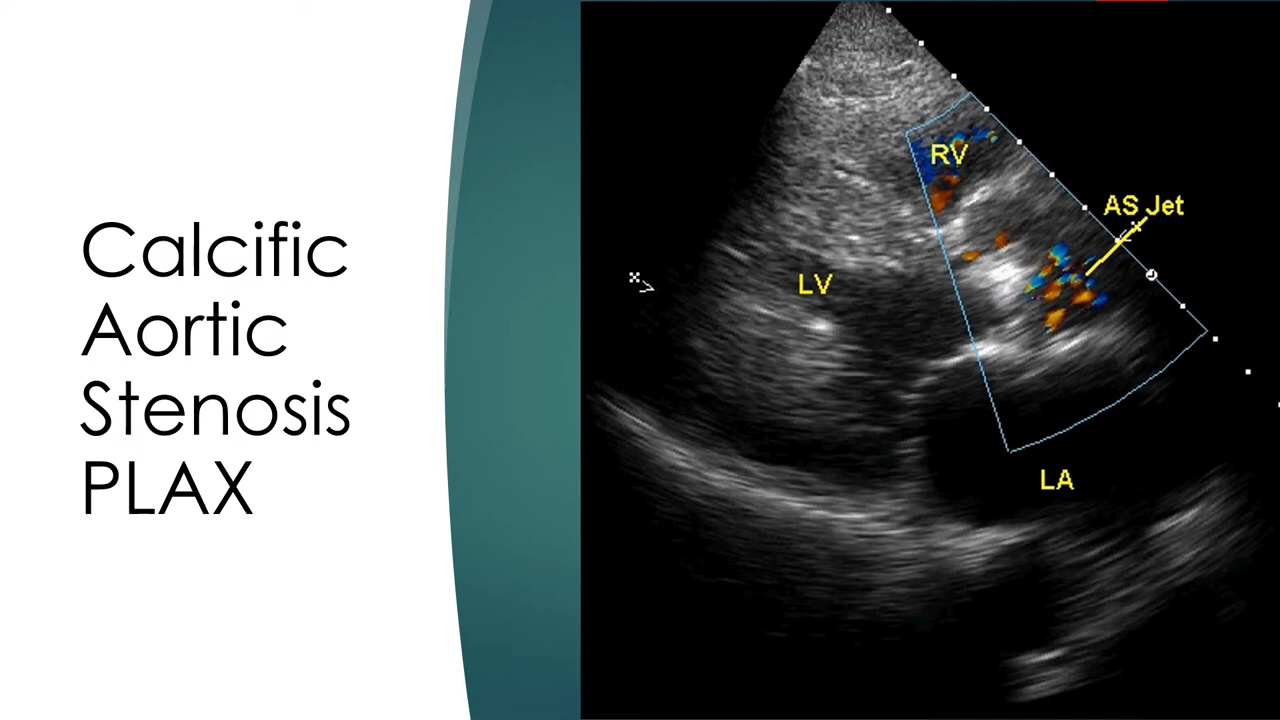 Calcific
Aortic
Stenosis
PLAX
RV
AS Jet
LV
LA